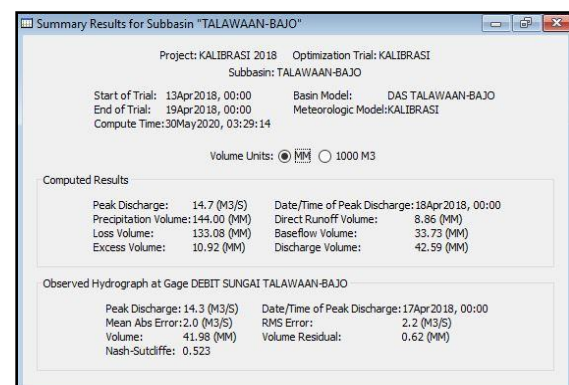 Summary Results for Subbasin "TALAWAAN-BAJO"
Project: KALIBRASI 2018 Optimization Trial: KALIBRASI
Subbasin: TALAWAAN-BAJO
Start of Trial: 13Apr2018, 00:00 Basin Model: DAS TALAWAAN-BAJO
End of Trial: 19Apr2018, 00:00 Meteorologic Model:KALIBRASI
Compute Time:30May2020, 03:29:14
Volume Units: MM 1000 M3
Computed Results
Peak Discharge: 14.7 (M3/S) Date/Time of Peak Discharge:18Apr2018, 00:00
Precipitation Volume:144.00 (MM) Direct Runoff Volume: 8.86 (MM)
Loss Volume: 133.08 (MM) Baseflow Volume: 33.73 (MM)
Excess Volume: 10.92 (MM) Discharge Volume: 42.59 (MM)
Observed Hydrograph at Gage DEBIT SUNGAI TALAWAAN-BAJO
Peak Discharge: 14.3 (M3/S) Date/Time of Peak Discharge:17Apr2018, 00:00
Mean Abs Error:2.0 (M3/S) RMS Error: 2.2 (M3/S)
Volume: 41.98 (MM) Volume Residual: 0.62 (MM)
Nash-Sutcliffe: 0.523